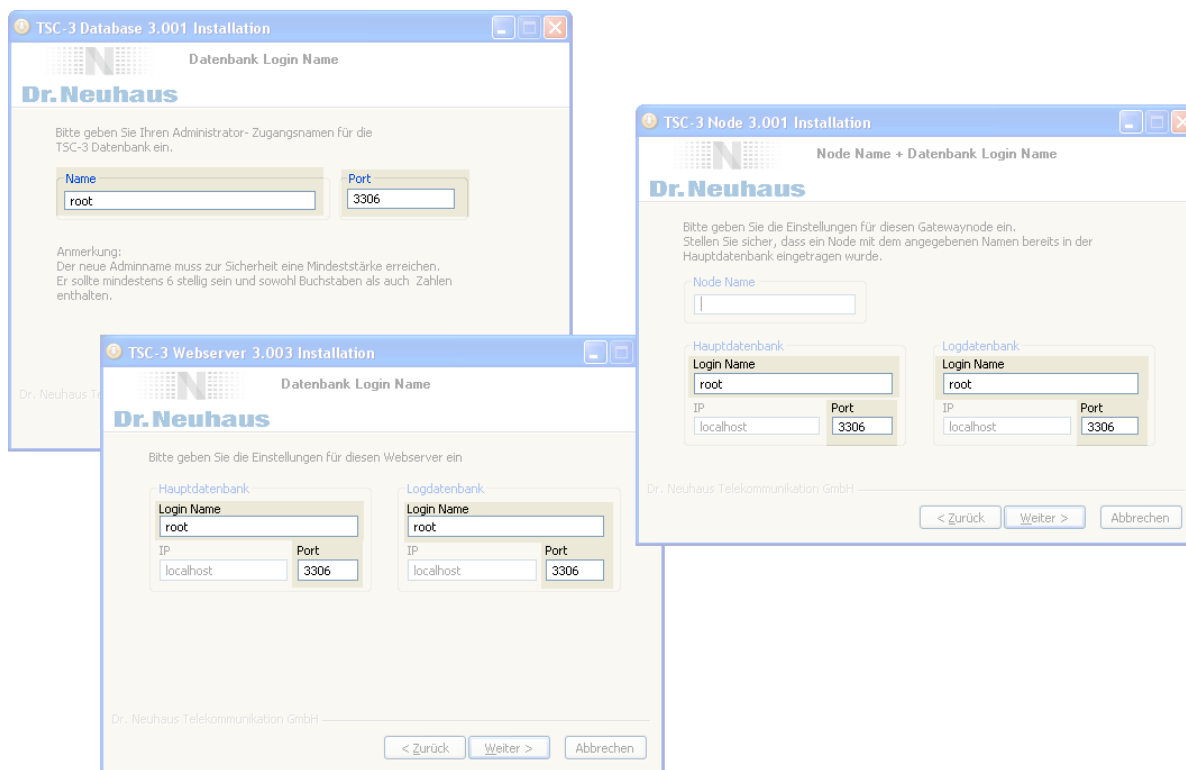 TSC-3 Database 3.001 Installation
Datenbank Login Name
N
Dr.Neuhaus
Bitte geben Sie Ihren Administrator- Zugangsnamen für die
TSC-3 Datenbank ein.
Name
Port
root
3306
Anmerkung:
Der neue Adminname muss zur Sicherheit eine Mindeststärke erreichen.
Er sollte mindestens 6 stellig sein und sowohl Buchstaben als auch Zahlen
enthalten.
Dr. Neuhaus Te
TSC-3 Webserver 3.003 Installation
Datenbank Login Name
N
Dr.Neuhaus
Bitte geben Sie die Einstellungen für diesen Webserver ein
Hauptdatenbank
Logdatenbank
Login Name
Login Name
root
root
IP
Port
IP
Port
localhost
3306
localhost
3306
Dr. Neuhaus Telekommunikation GmbH
< Zurück
Weiter >
Abbrechen
TSC-3 Node 3.001 Installation
Node Name + Datenbank Login Name
N
Dr.Neuhaus
Bitte geben Sie die Einstellungen für diesen Gatewaynode ein.
Stellen Sie sicher, dass ein Node mit dem angegebenen Namen bereits in der
Hauptdatenbank eingetragen wurde.
Node Name
Hauptdatenbank
Logdatenbank
Login Name
Login Name
root
root
IP
Port
IP
Port
localhost
3306
localhost
3306
Dr. Neuhaus Telekommunikation GmbH
< Zurück
Weiter >
Abbrechen